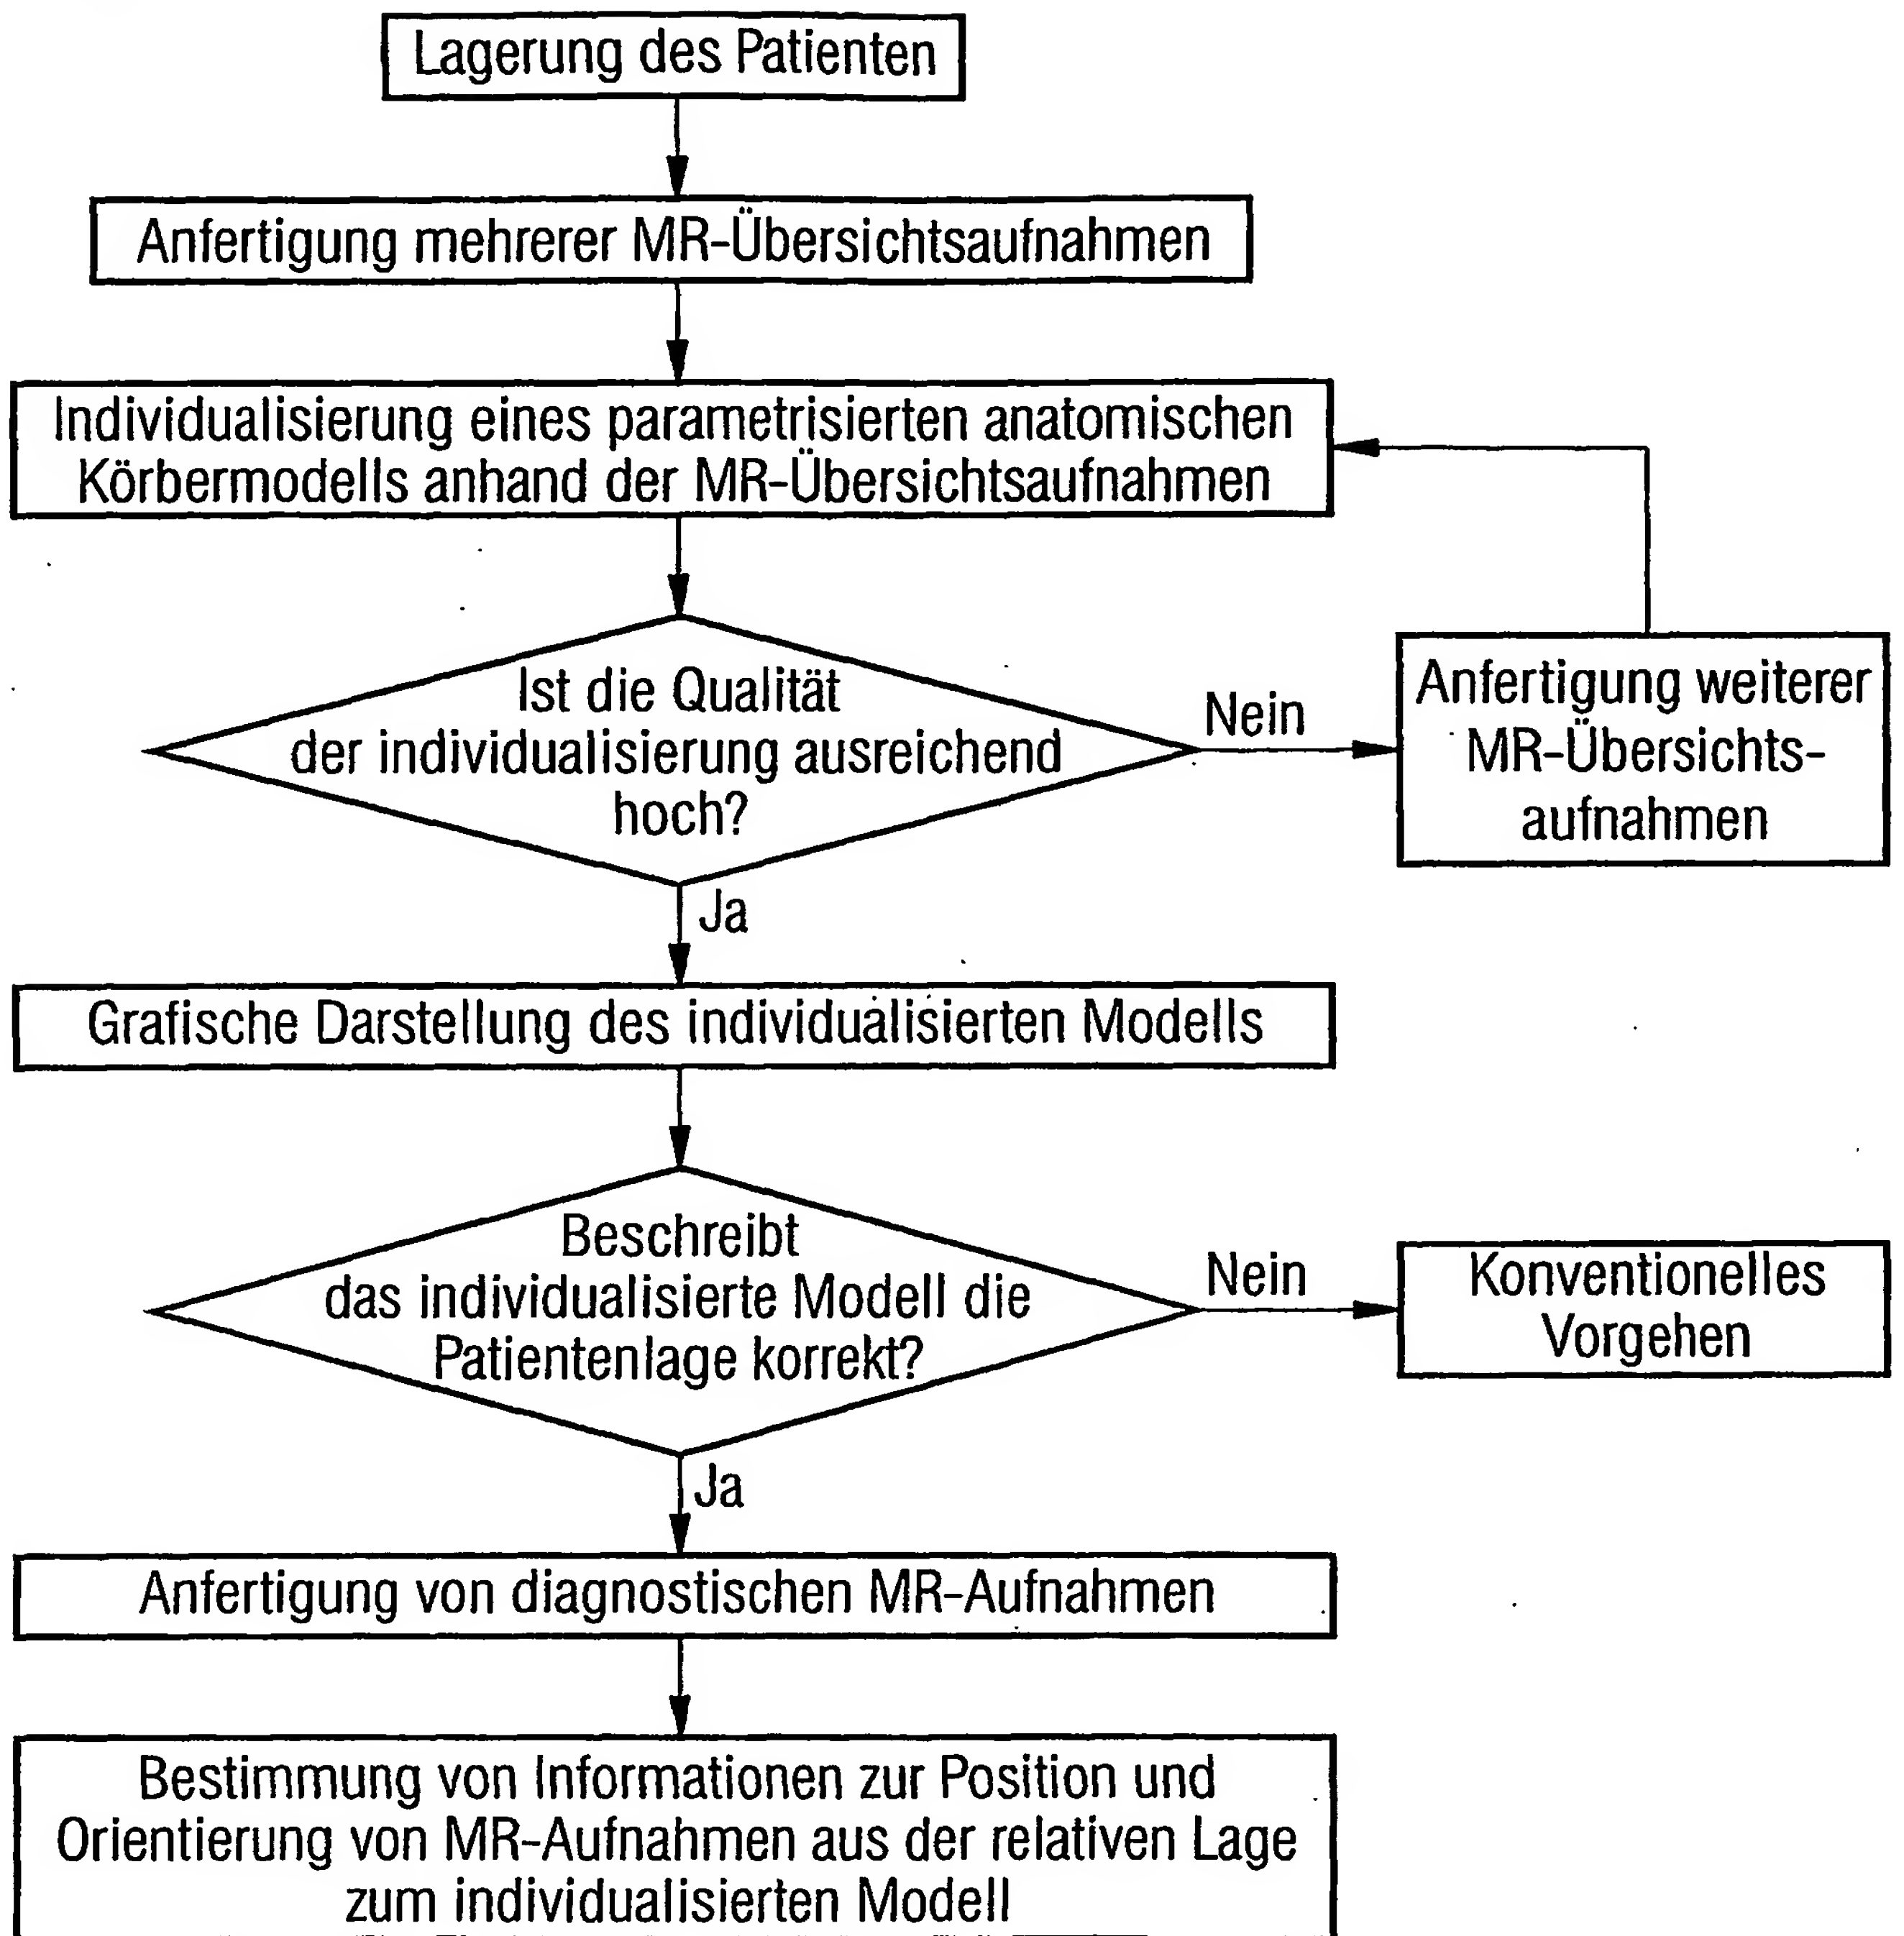 Lagerung des Patienten
Anfertigung mehrerer MR-Übersichtsaufnahmen
Individualisierung eines parametrisierten anatomischen
Körbermodells anhand der MR-Übersichtsaufnahmen
Ist die Qualität
der individualisierung ausreichend
hoch?
Nein
Anfertigung weiterer
MR-Übersichts-
aufnahmen
Ja
Grafische Darstellung des individualisierten Modells
Beschreibt
das individualisierte Modell die
Patientenlage korrekt?
Nein
Konventionelles
Vorgehen
Ja
Anfertigung von diagnostischen MR-Aufnahmen
Bestimmung von Informationen zur Position und
Orientierung von MR-Aufnahmen aus der relativen Lage
zum individualisierten Modell